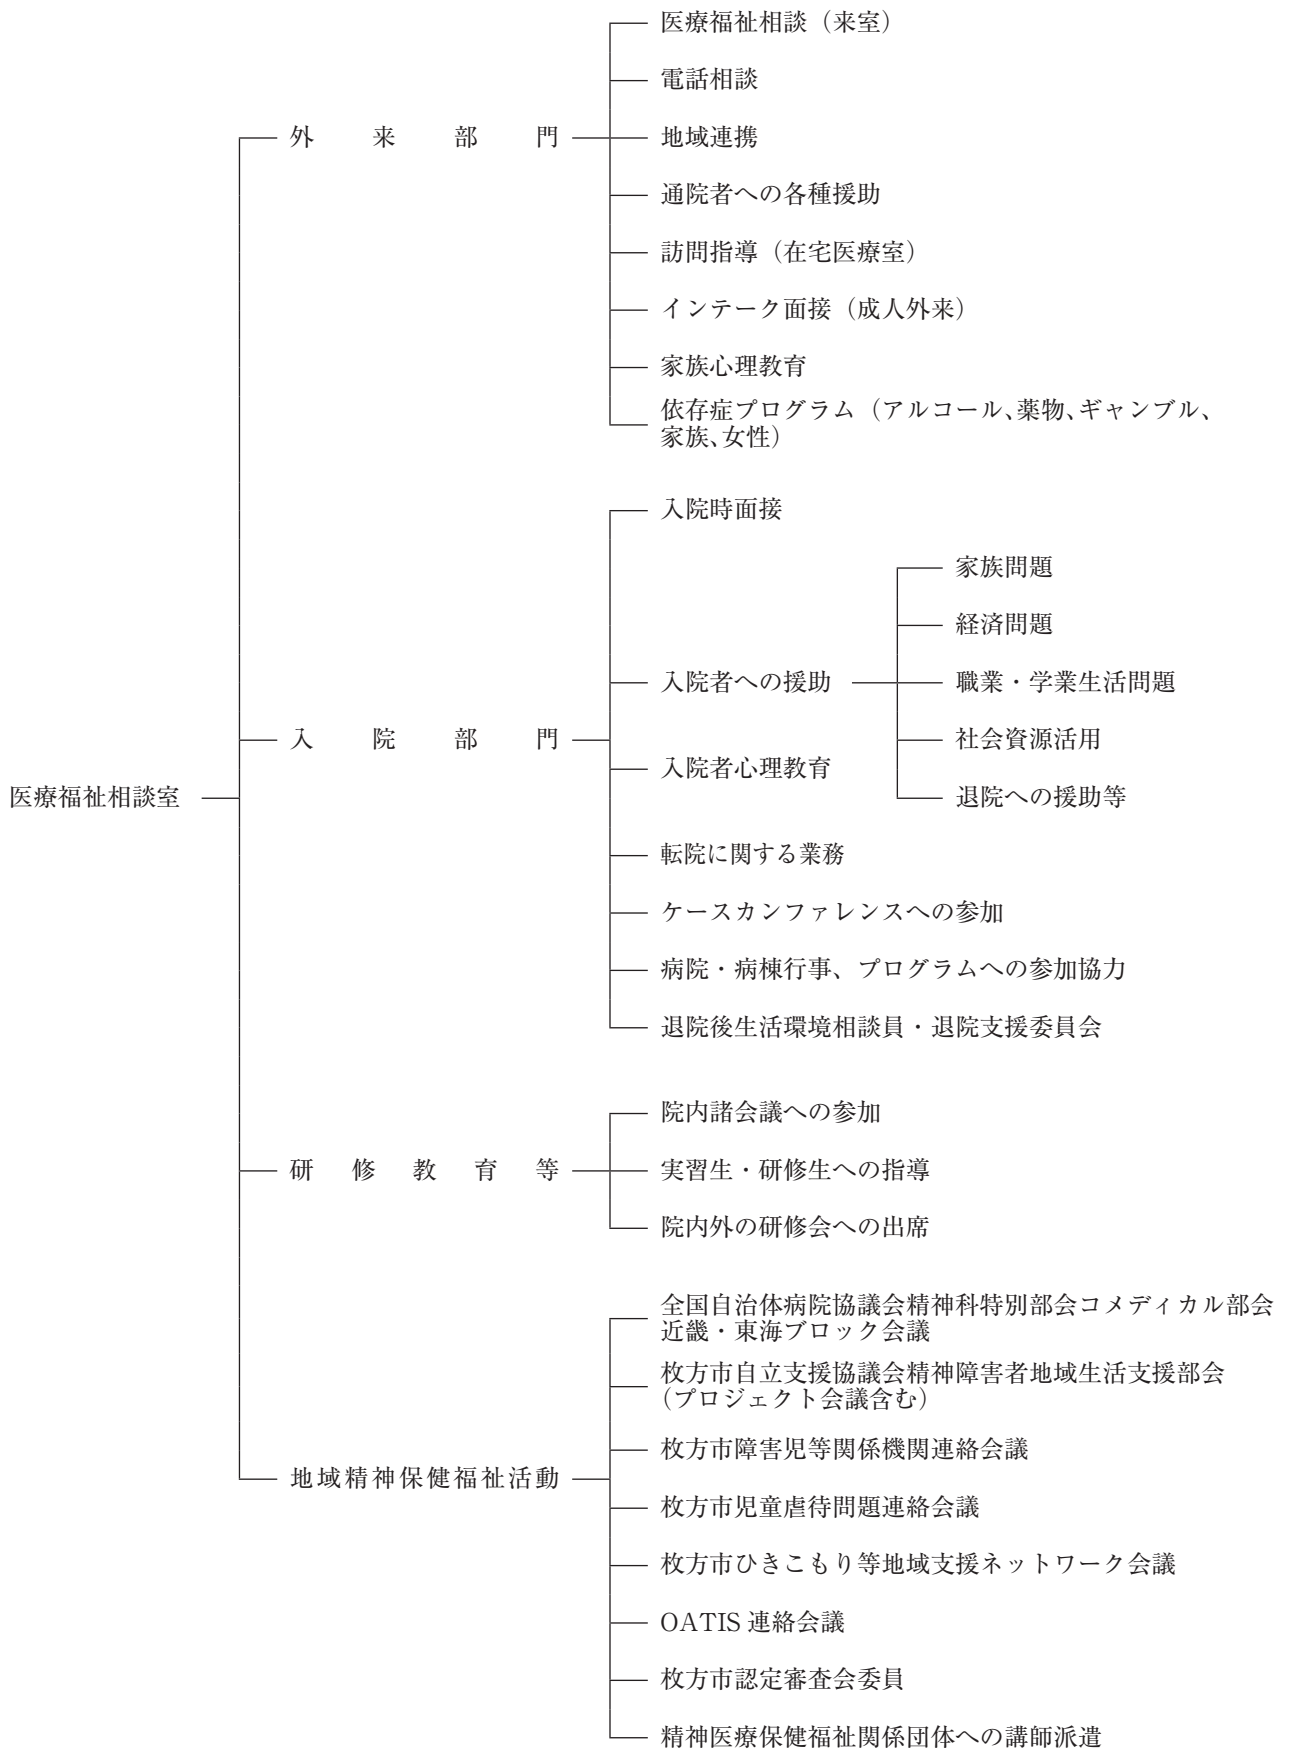 医療福祉相談室
外来部門
医療福祉相談（来室）
電話相談
地域連携
通院者への各種援助
訪問指導（在宅医療室）
インテーク面接（成人外来）
家族心理教育
依存症プログラム（アルコール、薬物、ギャンブル、
家族、女性）
入院部門
入院時面接
入院者への援助
家族問題
経済問題
職業・学業生活問題
社会資源活用
退院への援助等
入院者心理教育
転院に関する業務
ケースカンファレンスへの参加
病院・病棟行事、プログラムへの参加協力
退院後生活環境相談員・退院支援委員会
研修教育等
院内諸会議への参加
実習生・研修生への指導
院内外の研修会への出席
地域精神保健福祉活動
全国自治体病院協議会精神科特別部会コメディカル部会
近畿・東海ブロック会議
枚方市自立支援協議会精神障害者地域生活支援部会
（プロジェクト会議含む）
枚方市障害児等関係機関連絡会議
枚方市児童虐待問題連絡会議
枚方市ひきこもり等地域支援ネットワーク会議
OATIS 連絡会議
枚方市認定審査会委員
精神医療保健福祉関係団体への講師派遣